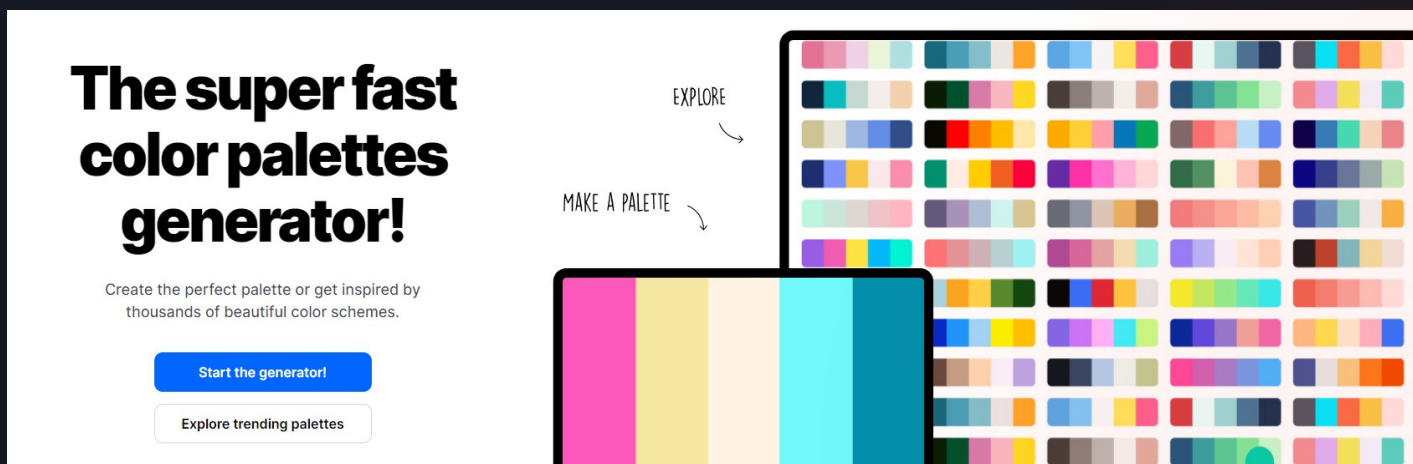 The super fast
color palettes
generator!
Create the perfect palette or get inspired by
thousands of beautiful color schemes.
Start the generator!
Explore trending palettes
EXPLORE
MAKE A PALETTE